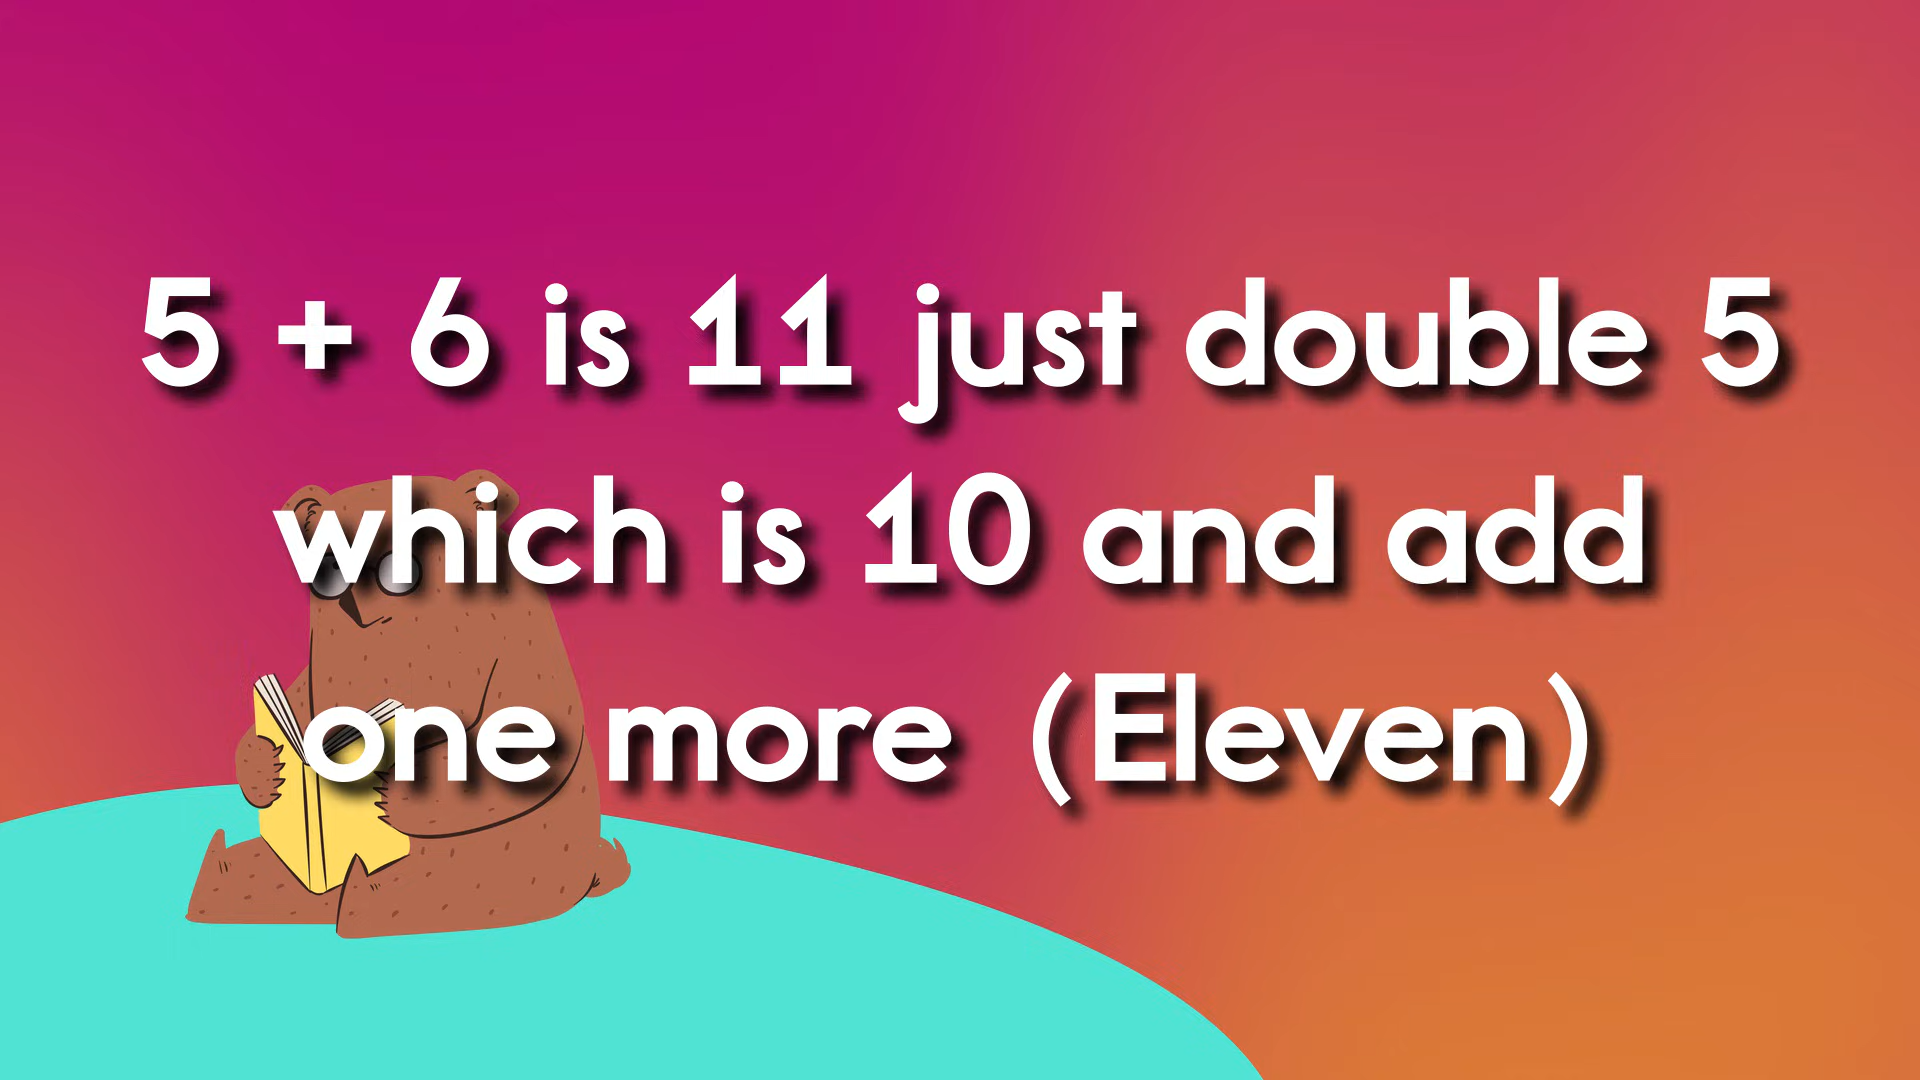 5 + 6 is 11 just double 5
which is 10 and add
one more (Eleven)